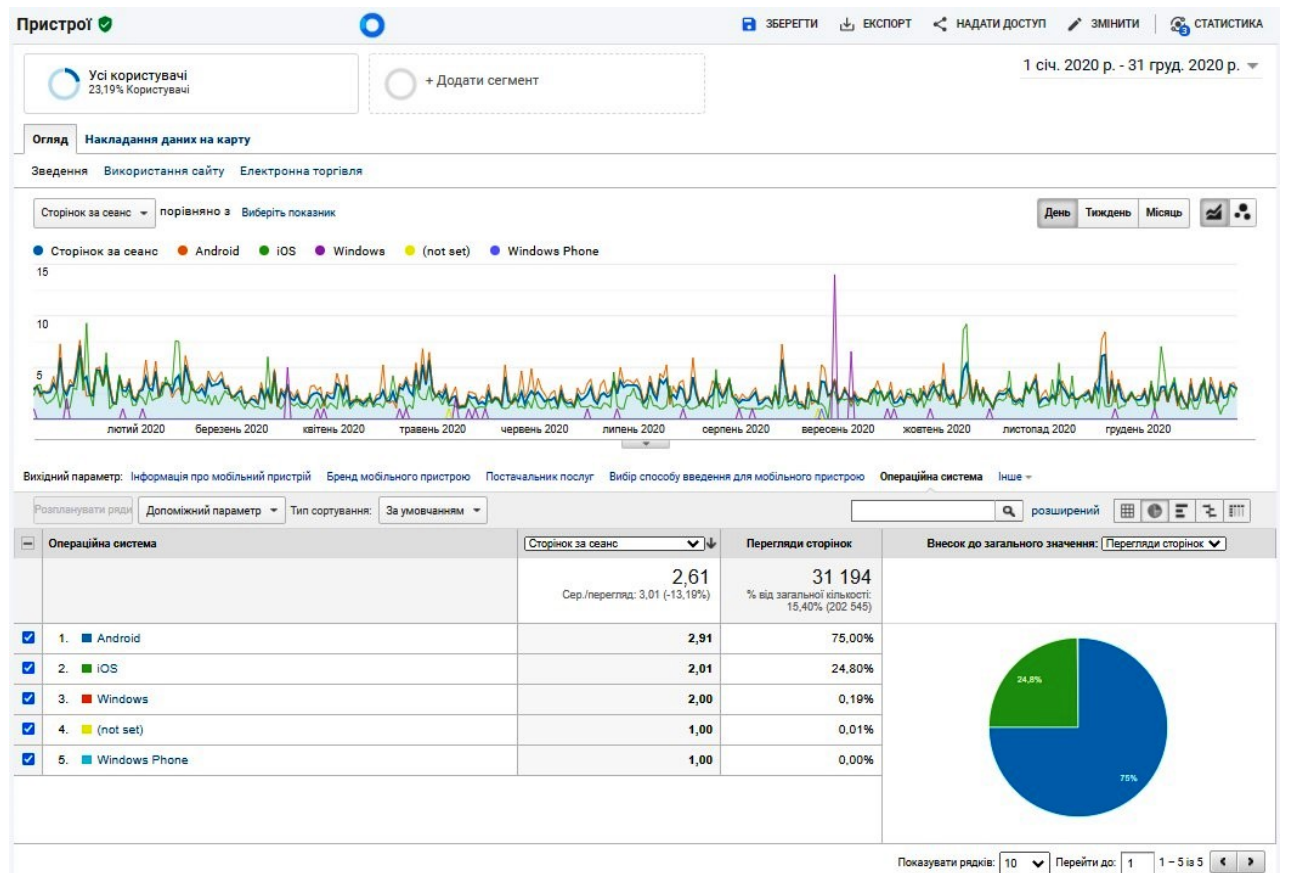 Пристрої
ЗБЕРЕГТИ ЕКСПОРТ НАДАТИ ДОСТУП ЗМІНИТИ 3 СТАТИСТИКА
Усі користувачі
23,19% Користувачі
+ Додати сегмент
1 січ. 2020 р. - 31 груд. 2020 р.
Огляд Накладання даних на карту
Зведення Використання сайту Електронна торгівля
Сторінок за сеанс порівняно з Виберіть показник
День Тиждень Місяць
Сторінок за сеанс Android iOS Windows (not set) Windows Phone
15
10
5
лютий 2020 березень 2020 квітень 2020 травень 2020 червень 2020 липень 2020 серпень 2020 вересень 2020 жовтень 2020 листопад 2020 грудень 2020
Вихідний параметр: Інформація про мобільний пристрій Бренд мобільного пристрою Постачальник послуг Вибір способу введення для мобільного пристрою Операційна система Інше
Розпланувати ряди Допоміжний параметр Тип сортування: За умовчанням розширений
Операційна система Сторінок за сеанс Перегляди сторінок Внесок до загального значення: Перегляди сторінок
2,61 31 194
Сер./перегляд: 3,01 (-13,19%) % від загальної кількості:
15,40% (202 545)
1. Android 2,91 75,00%
2. iOS 2,01 24,80%
3. Windows 2,00 0,19%
4. (not set) 1,00 0,01%
5. Windows Phone 1,00 0,00%
24,8%
75%
Показувати рядків: 10 Перейти до: 1 1 – 5 із 5